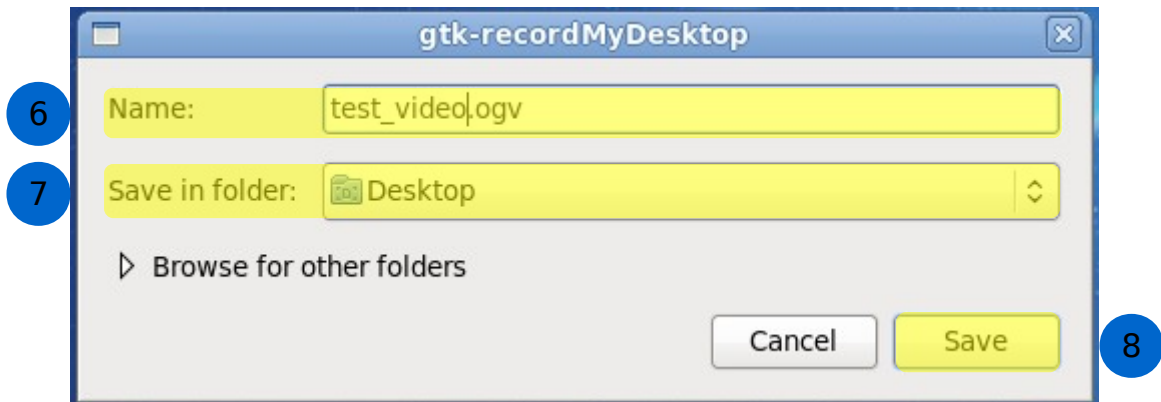 gtk-recordMyDesktop
6 Name: test_video.ogv
7 Save in folder: Desktop
Browse for other folders
Cancel Save 8